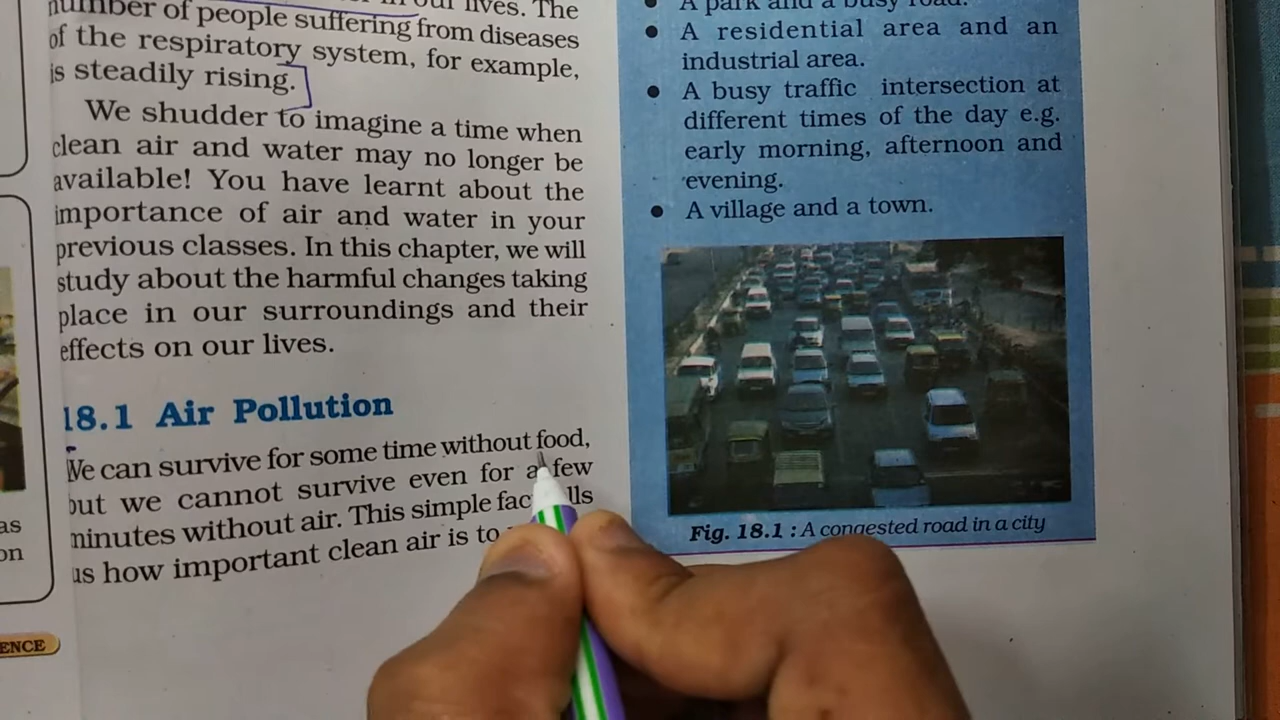 number of people suffering from diseases
of the respiratory system, for example,
is steadily rising.
We shudder to imagine a time when
clean air and water may no longer be
available! You have learnt about the
importance of air and water in your
previous classes. In this chapter, we will
study about the harmful changes taking
place in our surroundings and their
effects on our lives.
18.1 Air Pollution
We can survive for some time without food,
but we cannot survive even for a few
minutes without air. This simple
us how important clean air is to
• A park and a busy road.
• A residential area and an
industrial area.
• A busy traffic intersection at
different times of the day e.g.
early morning, afternoon and
evening.
• A village and a town.
Fig. 18.1 : A congested road in a city